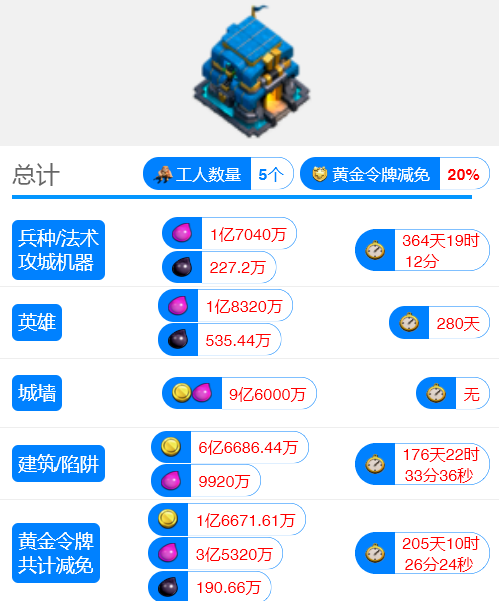 总计 工人数量 5个 黄金令牌减免 20%
兵种/法术
攻城机器
1亿7040万
227.2万
364天19时
12分
英雄
1亿8320万
535.44万
280天
城墙
9亿6000万
无
建筑/陷阱
6亿6686.44万
9920万
176天22时
33分36秒
黄金令牌
共计减免
1亿6671.61万
3亿5320万
190.66万
205天10时
26分24秒